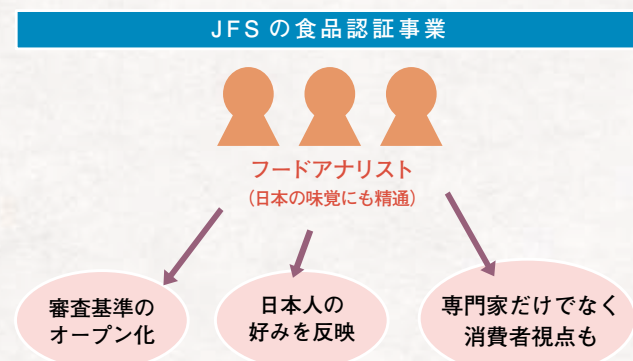 JFSの食品認証事業
フードアナリスト
(日本の味覚にも精通)
審査基準の
オープン化
日本人の
好みを反映
専門家だけでなく
消費者視点も